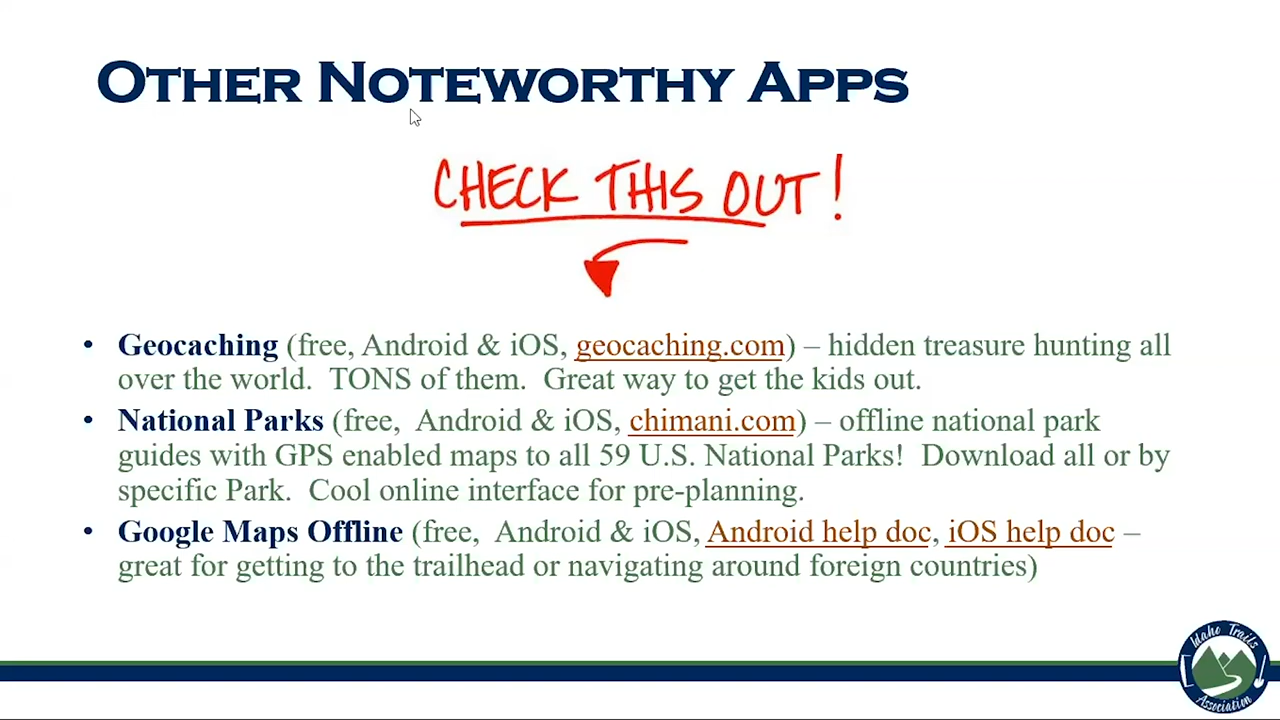 OTHER NOTEWORTHY APPS
CHECK THIS OUT!
• Geocaching (free, Android & iOS, geocaching.com) – hidden treasure hunting all
over the world.  TONS of them.  Great way to get the kids out.
• National Parks (free,  Android & iOS, chimani.com) – offline national park
guides with GPS enabled maps to all 59 U.S. National Parks!  Download all or by
specific Park.  Cool online interface for pre-planning.
• Google Maps Offline (free,  Android & iOS, Android help doc, iOS help doc –
great for getting to the trailhead or navigating around foreign countries)
Idaho Trails
Association